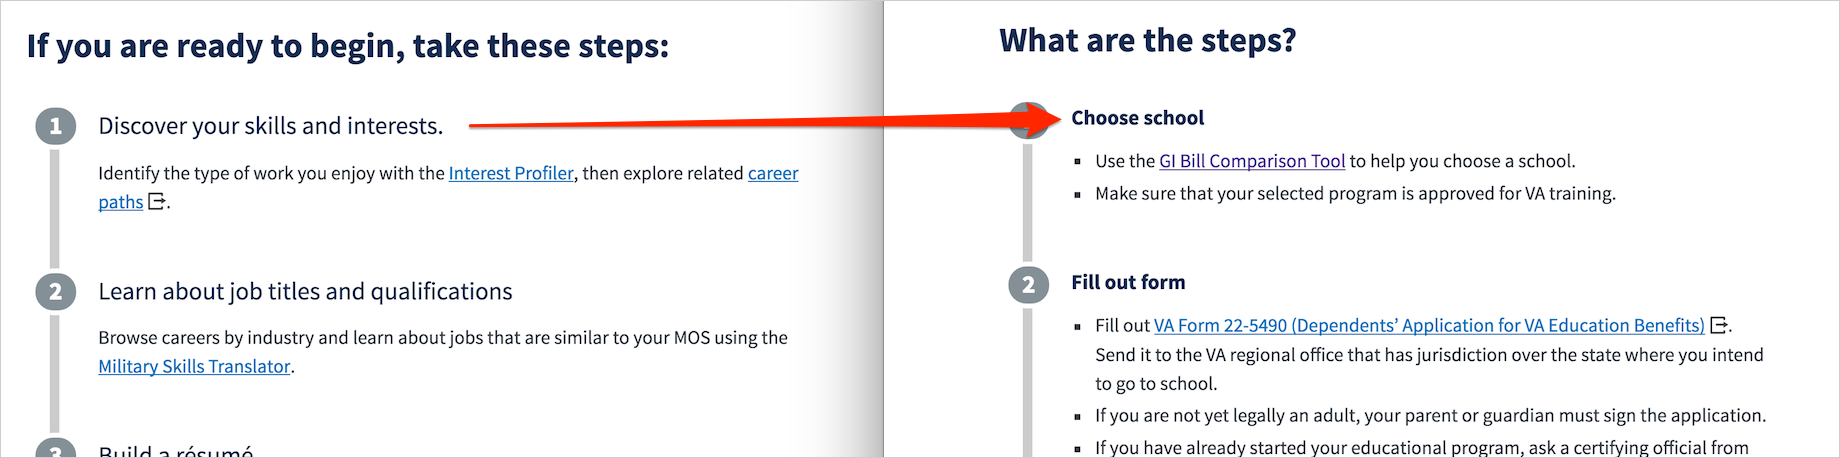 If you are ready to begin, take these steps:
1
Discover your skills and interests.
Identify the type of work you enjoy with the Interest Profiler, then explore related career
paths.
2
Learn about job titles and qualifications
Browse careers by industry and learn about jobs that are similar to your MOS using the
Military Skills Translator.
3
Build a résumé
What are the steps?
Choose school
Use the GI Bill Comparison Tool to help you choose a school.
Make sure that your selected program is approved for VA training.
2
Fill out form
Fill out VA Form 22-5490 (Dependents’ Application for VA Education Benefits).
Send it to the VA regional office that has jurisdiction over the state where you intend
to go to school.
If you are not yet legally an adult, your parent or guardian must sign the application.
If you have already started your educational program, ask a certifying official from